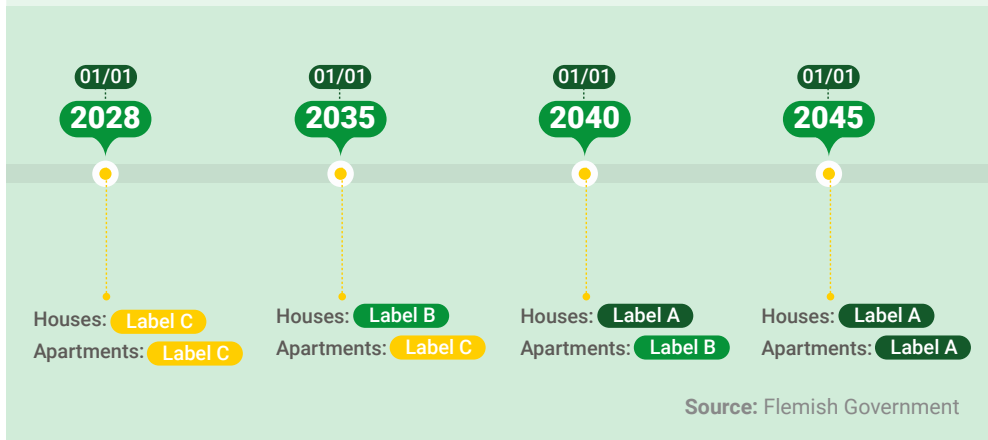 01/01
2028
Houses: Label C
Apartments: Label C
01/01
2035
Houses: Label B
Apartments: Label C
01/01
2040
Houses: Label A
Apartments: Label B
01/01
2045
Houses: Label A
Apartments: Label A
Source: Flemish Government